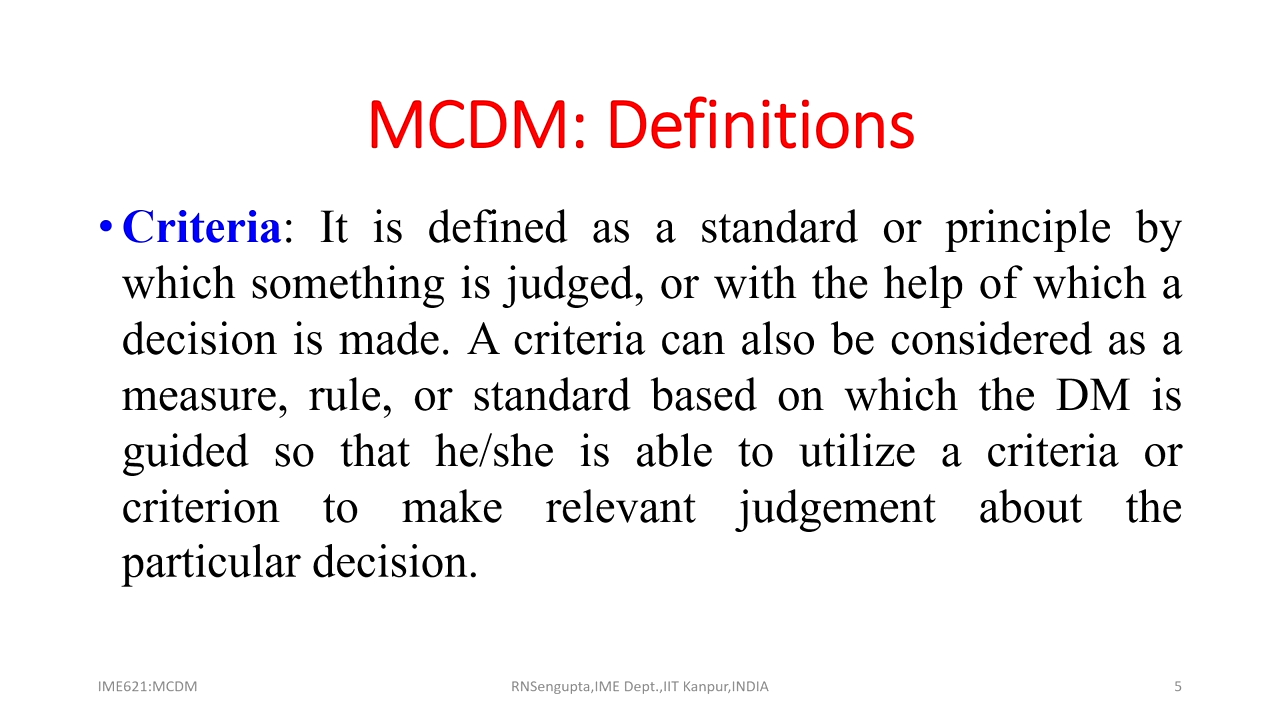 MCDM: Definitions
• Criteria: It is defined as a standard or principle by
which something is judged, or with the help of which a
decision is made. A criteria can also be considered as a
measure, rule, or standard based on which the DM is
guided so that he/she is able to utilize a criteria or
criterion to make relevant judgement about the
particular decision.
IME621:MCDM
RNSengupta,IME Dept.,IIT Kanpur,INDIA
5